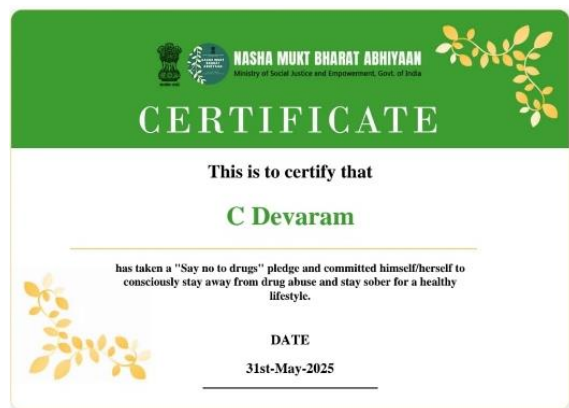 NASHA MUKT BHARAT ABHIYAAN
Ministry of Social Justice and Empowerment, Govt. of India
CERTIFICATE
This is to certify that
C Devaram
has taken a "Say no to drugs" pledge and committed himself/herself to
consciously stay away from drug abuse and stay sober for a healthy
lifestyle.
DATE
31st-May-2025